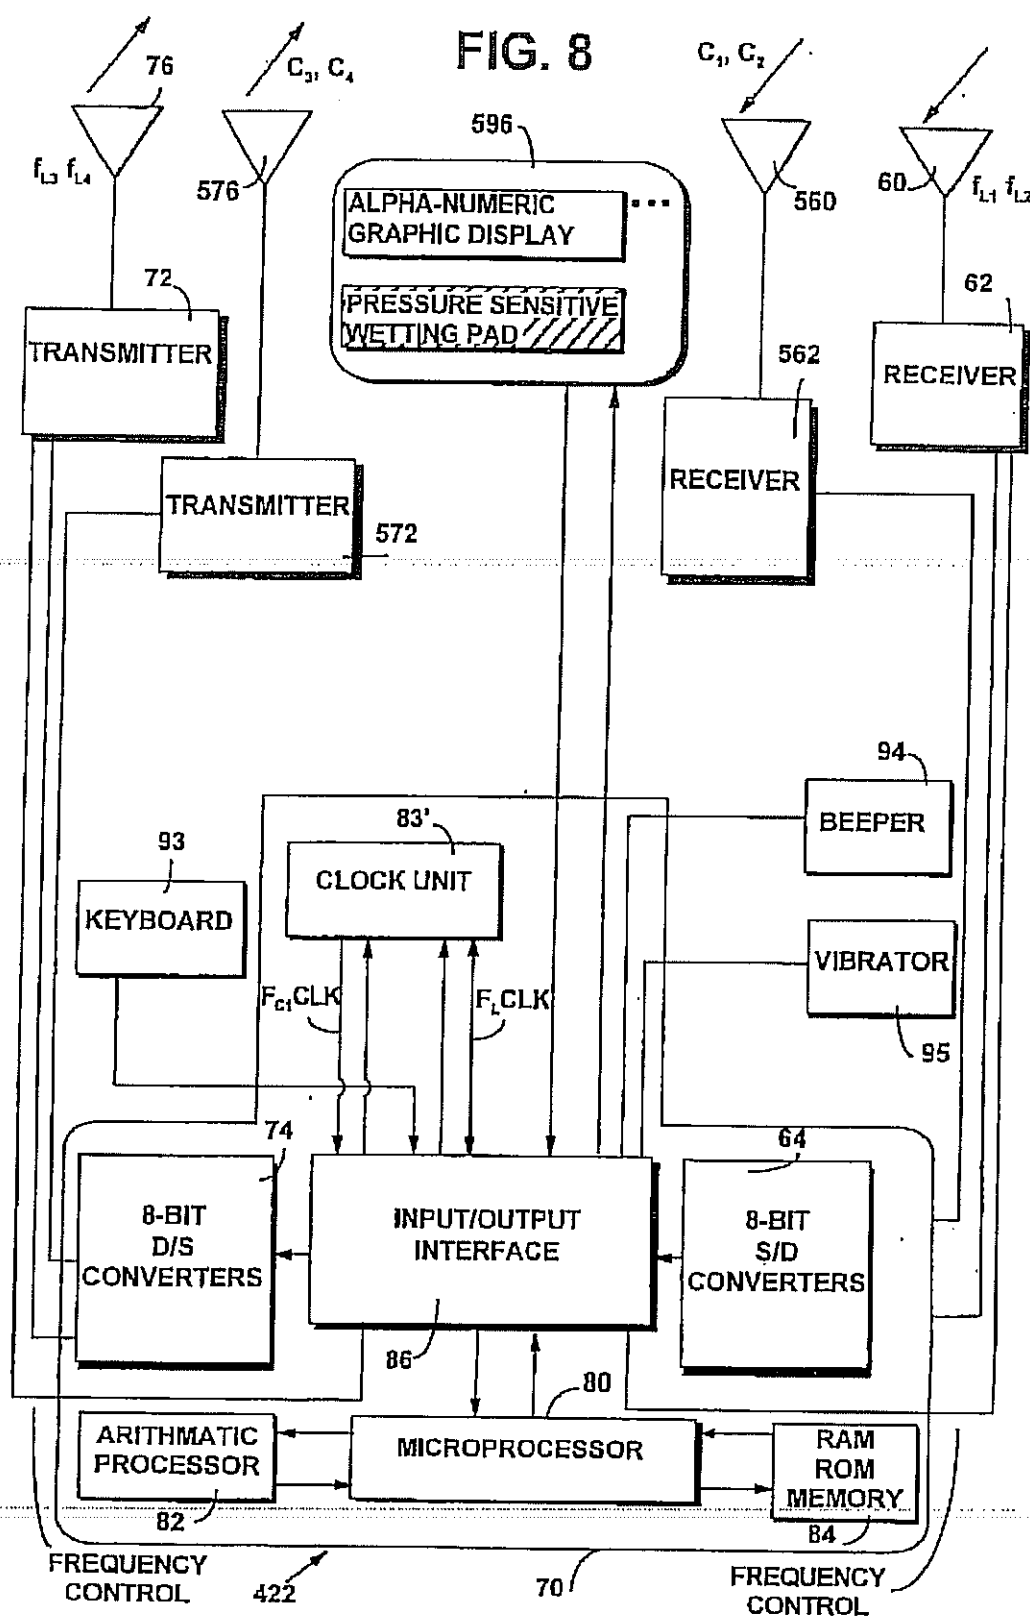 FIG. 8
76
C3, C4
C1, C2
596
fL3 fL4
576
560
60
fL1 fL2
ALPHA-NUMERIC
GRAPHIC DISPLAY
...
PRESSURE SENSITIVE
WETTING PAD
72
TRANSMITTER
62
RECEIVER
562
RECEIVER
TRANSMITTER
572
94
BEEPER
83'
CLOCK UNIT
93
KEYBOARD
VIBRATOR
95
FC1CLK
FLCLK
74
8-BIT
D/S
CONVERTERS
INPUT/OUTPUT
INTERFACE
86
64
8-BIT
S/D
CONVERTERS
80
ARITHMATIC
PROCESSOR
82
MICROPROCESSOR
RAM
ROM
MEMORY
84
FREQUENCY
CONTROL
422
70
FREQUENCY
CONTROL